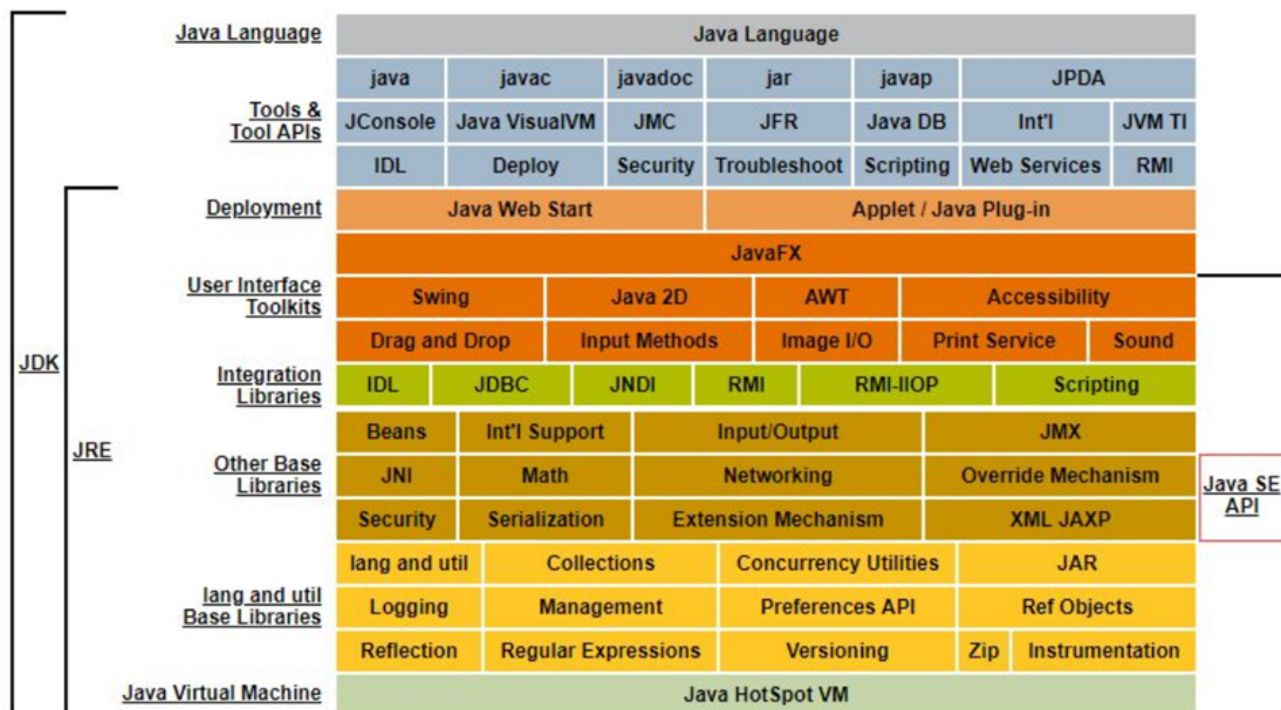 Java Language
Java Language
java javac javadoc jar javap JPDA
Tools &
Tool APIs
JConsole Java VisualVM JMC JFR Java DB Int'l JVM TI
IDL Deploy Security Troubleshoot Scripting Web Services RMI
Deployment
Java Web Start Applet / Java Plug-in
JavaFX
User Interface
Toolkits
Swing Java 2D AWT Accessibility
Drag and Drop Input Methods Image I/O Print Service Sound
JDK
Integration
Libraries
IDL JDBC JNDI RMI RMI-IIOP Scripting
JRE
Beans Int'l Support Input/Output JMX
Other Base
Libraries
JNI Math Networking Override Mechanism
Java SE
API
Security Serialization Extension Mechanism XML JAXP
lang and util Collections Concurrency Utilities JAR
lang and util
Base Libraries
Logging Management Preferences API Ref Objects
Reflection Regular Expressions Versioning Zip Instrumentation
Java Virtual Machine
Java HotSpot VM